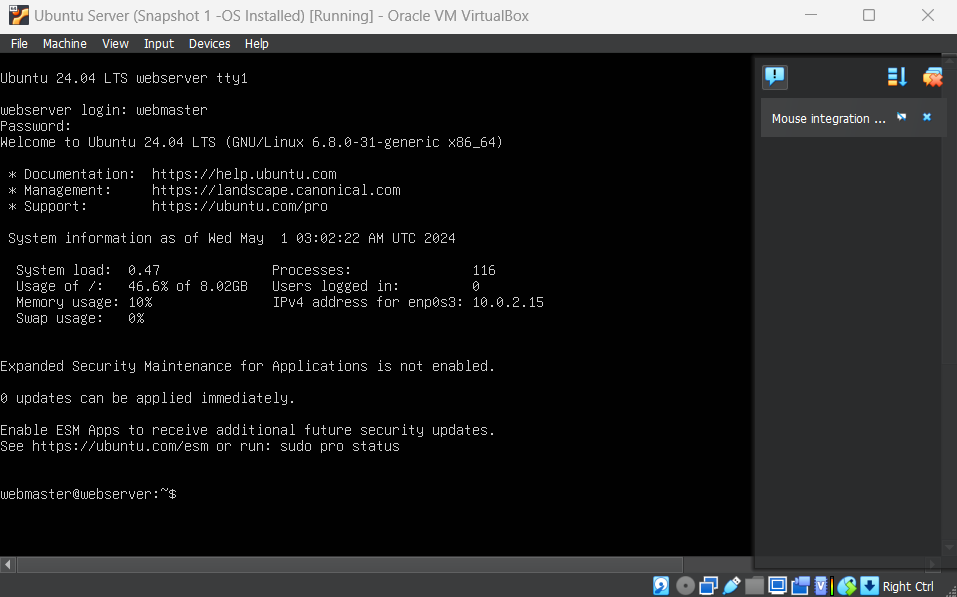 Ubuntu Server (Snapshot 1 -OS Installed) [Running] - Oracle VM VirtualBox
File Machine View Input Devices Help
Ubuntu 24.04 LTS webserver tty1
webserver login: webmaster
Password:
Welcome to Ubuntu 24.04 LTS (GNU/Linux 6.8.0-31-generic x86_64)
* Documentation: https://help.ubuntu.com
* Management: https://landscape.canonical.com
* Support: https://ubuntu.com/pro
System information as of Wed May 1 03:02:22 AM UTC 2024
System load: 0.47 Processes: 116
Usage of /: 46.6% of 8.02GB Users logged in: 0
Memory usage: 10% IPv4 address for enp0s3: 10.0.2.15
Swap usage: 0%
Expanded Security Maintenance for Applications is not enabled.
0 updates can be applied immediately.
Enable ESM Apps to receive additional future security updates.
See https://ubuntu.com/esm or run: sudo pro status
webmaster@webserver:~$
Mouse integration ...
Right Ctrl